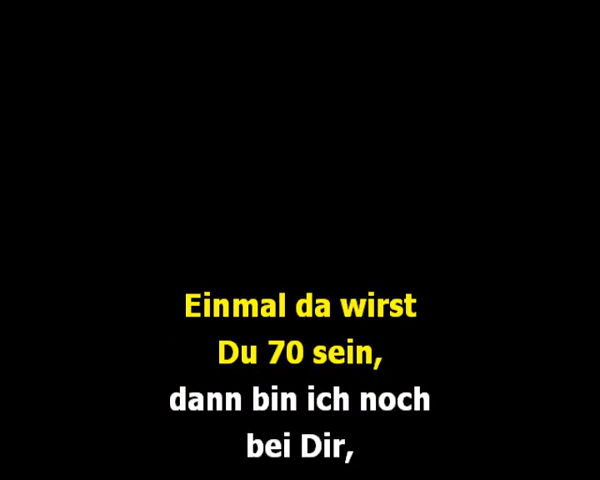 Einmal da wirst
Du 70 sein,
dann bin ich noch
bei Dir,